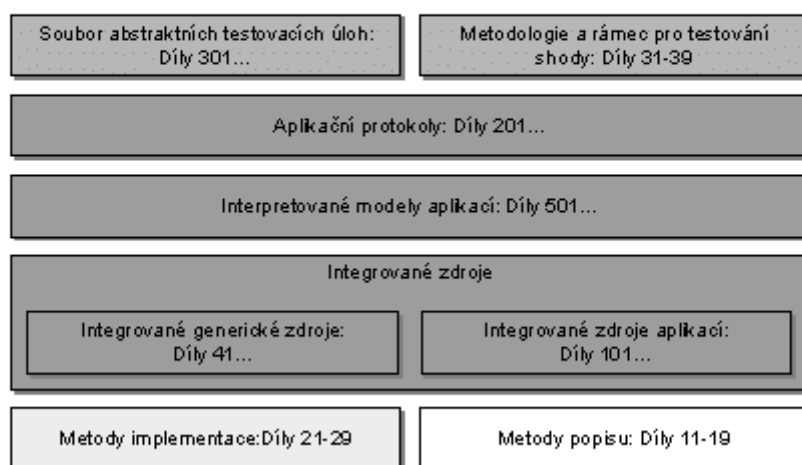 Soubor abstraktních testovacích úloh:
Díly 301...
Metodologie a rámec pro testování
shody: Díly 31-39
Aplikační protokoly: Díly 201...
Interpretované modely aplikací: Díly 501...
Integrované zdroje
Integrované generické zdroje:
Díly 41...
Integrované zdroje aplikací:
Díly 101...
Metody implementace:Díly 21-29
Metody popisu: Díly 11-19